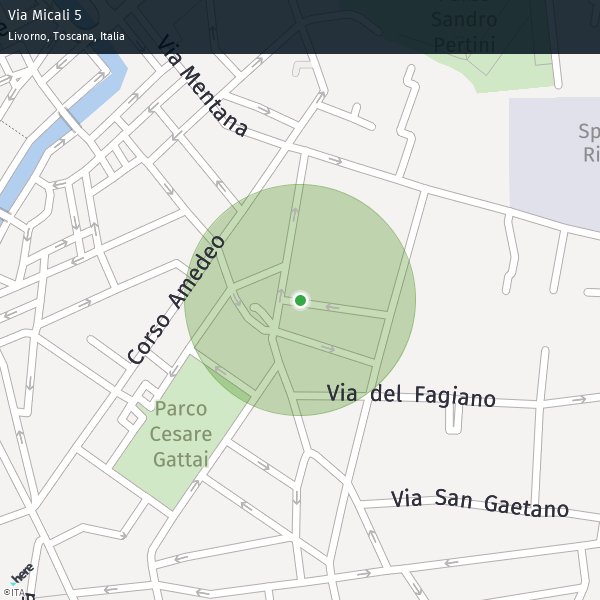 Via Micali 5
Livorno, Toscana, Italia
Sandro
Pertini
Via Mentana
Sp
Ri
Corso Amedeo
Via del Fagiano
Parco
Cesare
Gattai
Via San Gaetano
here
©ITA